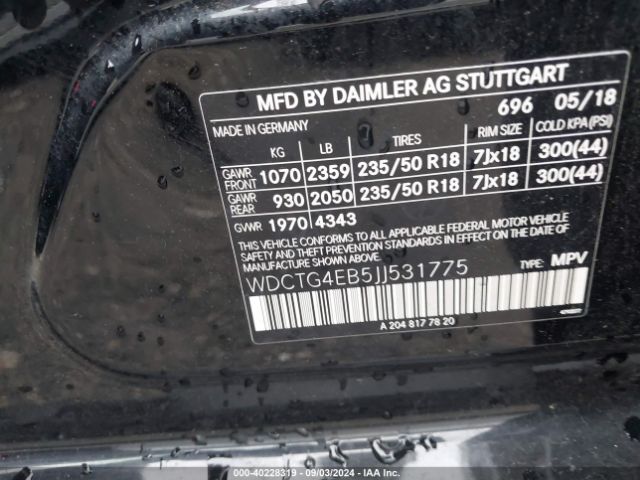 MFD BY DAIMLER AG STUTTGART
696 05/18
MADE IN GERMANY
KG LB TIRES RIM SIZE COLD KPA(PSI)
GAWR FRONT 1070 2359 235/50 R18 7Jx18 300(44)
GAWR REAR 930 2050 235/50 R18 7Jx18 300(44)
GVWR 1970 4343
THIS VEHICLE CONFORMS TO ALL APPLICABLE FEDERAL MOTOR VEHICLE
SAFETY AND THEFT PREVENTION STANDARDS IN EFFECT ON THE DATE OF
MANUFACTURE SHOWN ABOVE.
WDCTG4EB5JJ531775 TYPE: MPV
A 204 817 78 20
000-40228319 - 09/03/2024 - IAA Inc.